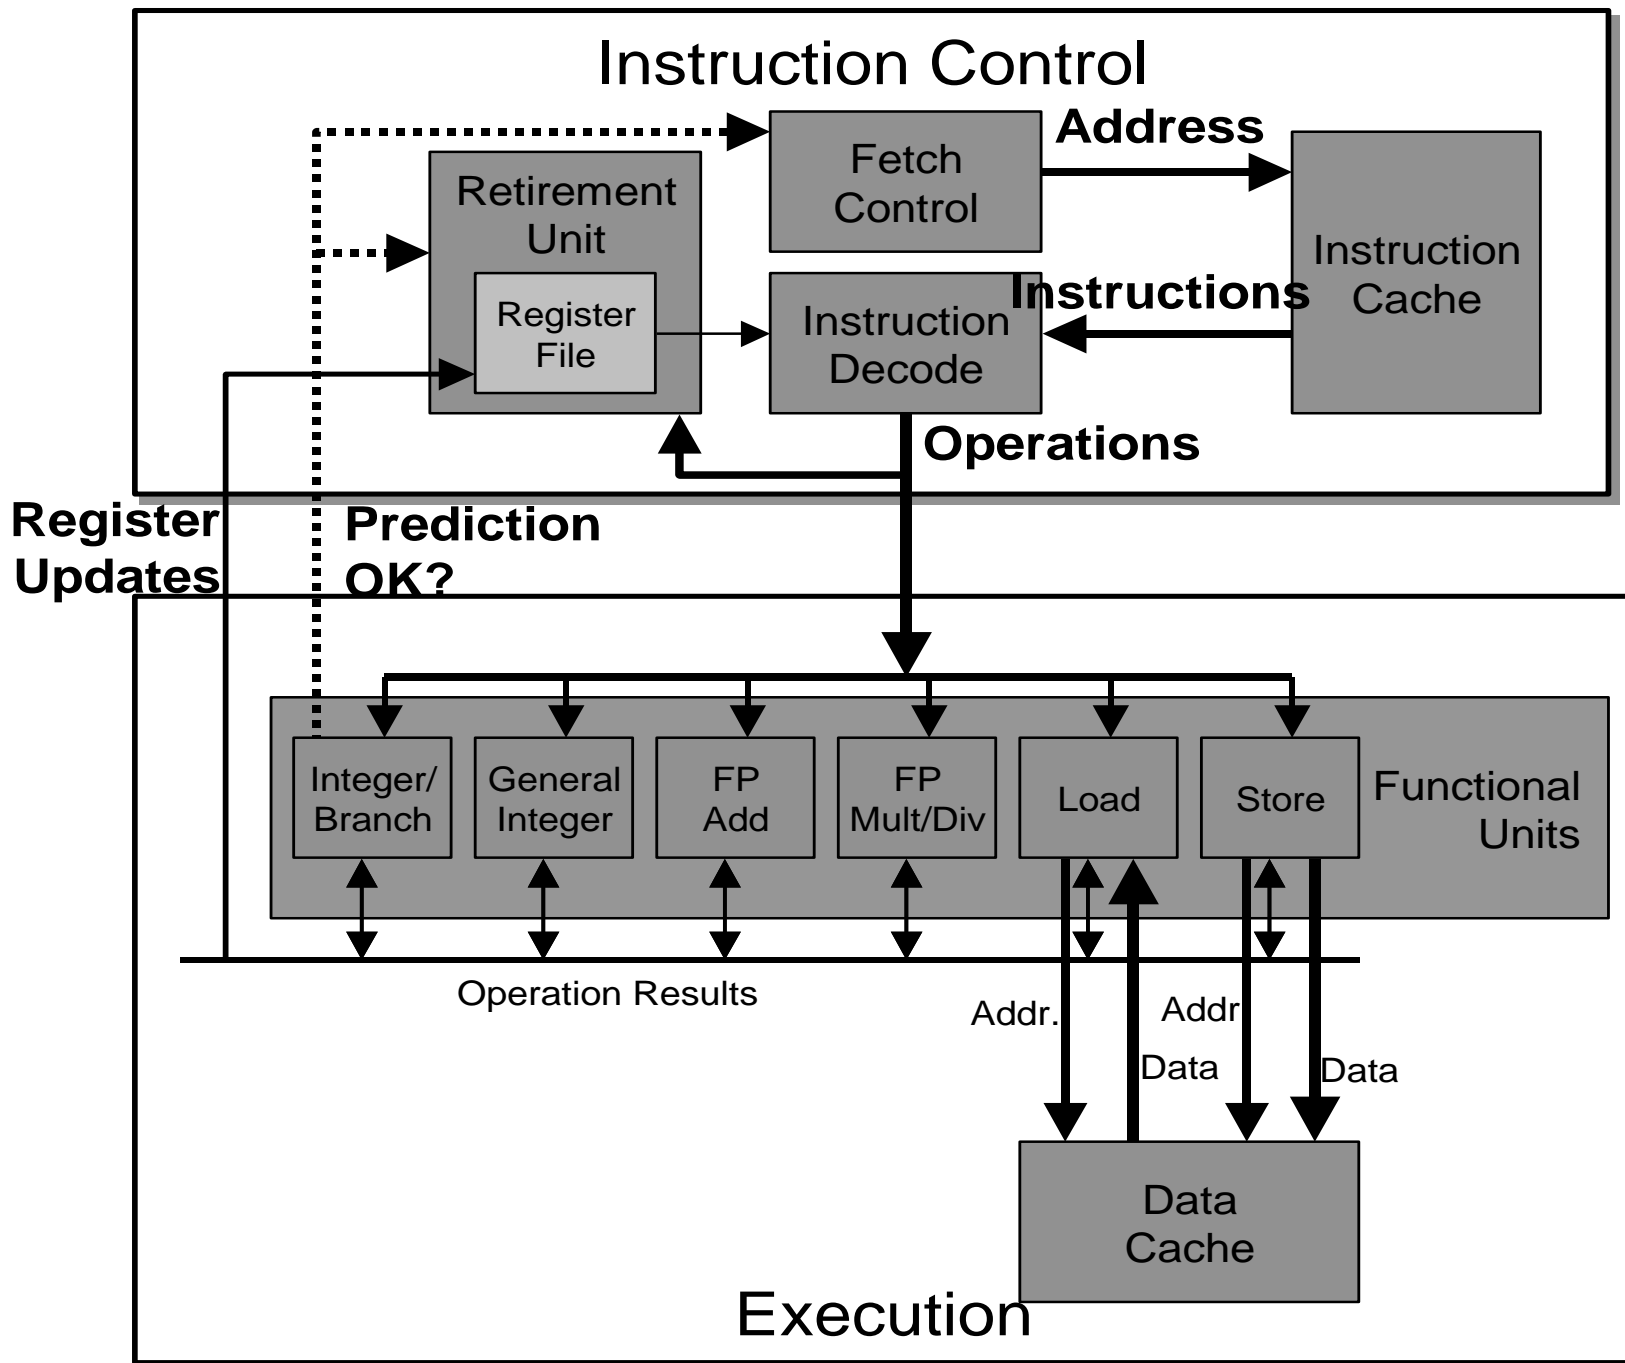 Instruction Control
Address
Fetch
Control
Retirement
Unit
Instruction
Cache
Instructions
Register
File
Instruction
Decode
Operations
Register
Updates
Prediction
OK?
Integer/
Branch
General
Integer
FP
Add
FP
Mult/Div
Load
Store
Functional
Units
Operation Results
Addr.
Addr
Data
Data
Data
Cache
Execution